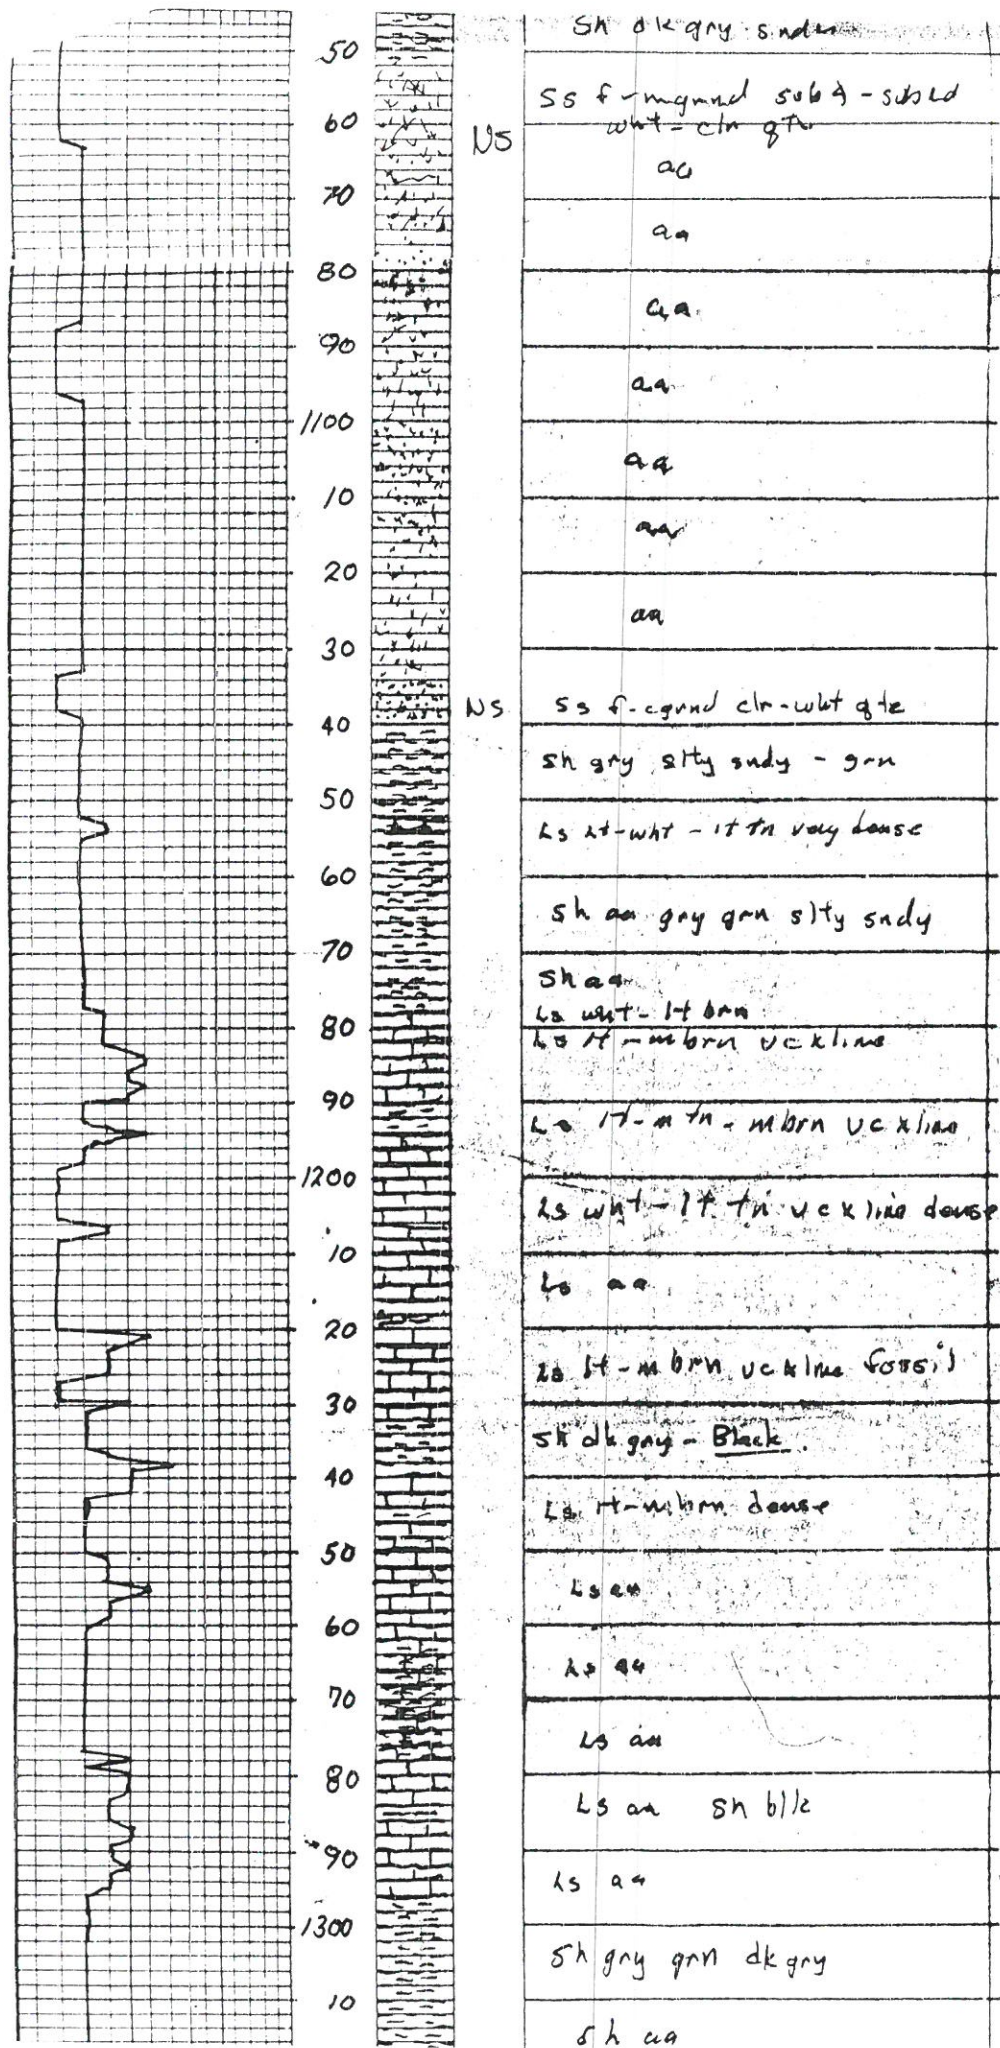 Sh dk gry sndy
50
Ss f-mgrnd sub - subrd
wht - clr qtz
60
NS
aa
70
aa
80
aa
90
aa
1100
aa
10
aa
20
aa
30
NS
Ss f-cgrnd clr-wht qtz
40
Sh gry slty sndy - grn
50
Ls Lt-wht - lt tn very dense
60
Sh aa gry grn slty sndy
70
Sh aa
Ls wht - lt brn
80
Ls lt - m brn vcxline
90
Ls lt-m tn - m brn vcxline
1200
Ls wht - lt tn vcxline dense
10
Ls aa
20
Ls lt - m brn vcxline fossil
30
Sh dk gry - Black
40
Ls lt-m brn dense
50
Ls aa
60
Ls aa
70
Ls aa
80
Ls aa Sh blk
90
Ls aa
1300
Sh gry grn dk gry
10
Sh aa